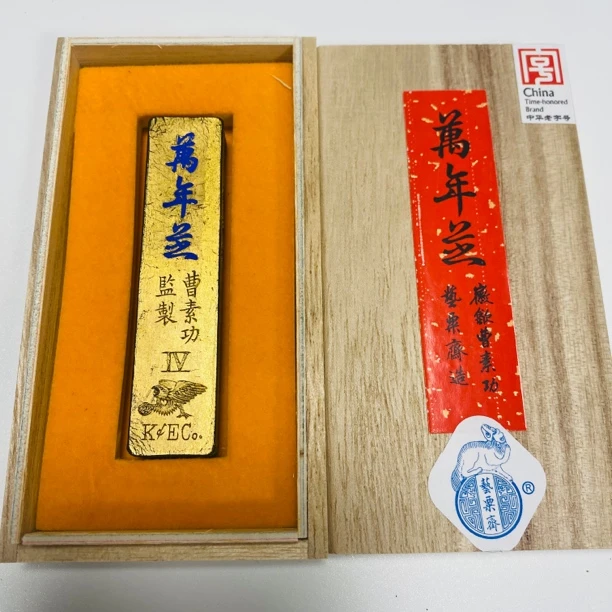 萬年芝
曹素功
監製
IV
K&ECo.
萬年芝
徽歙曹素功
藝粟齋造
China
Time-honored
Brand
中华老字号
藝粟齋
®